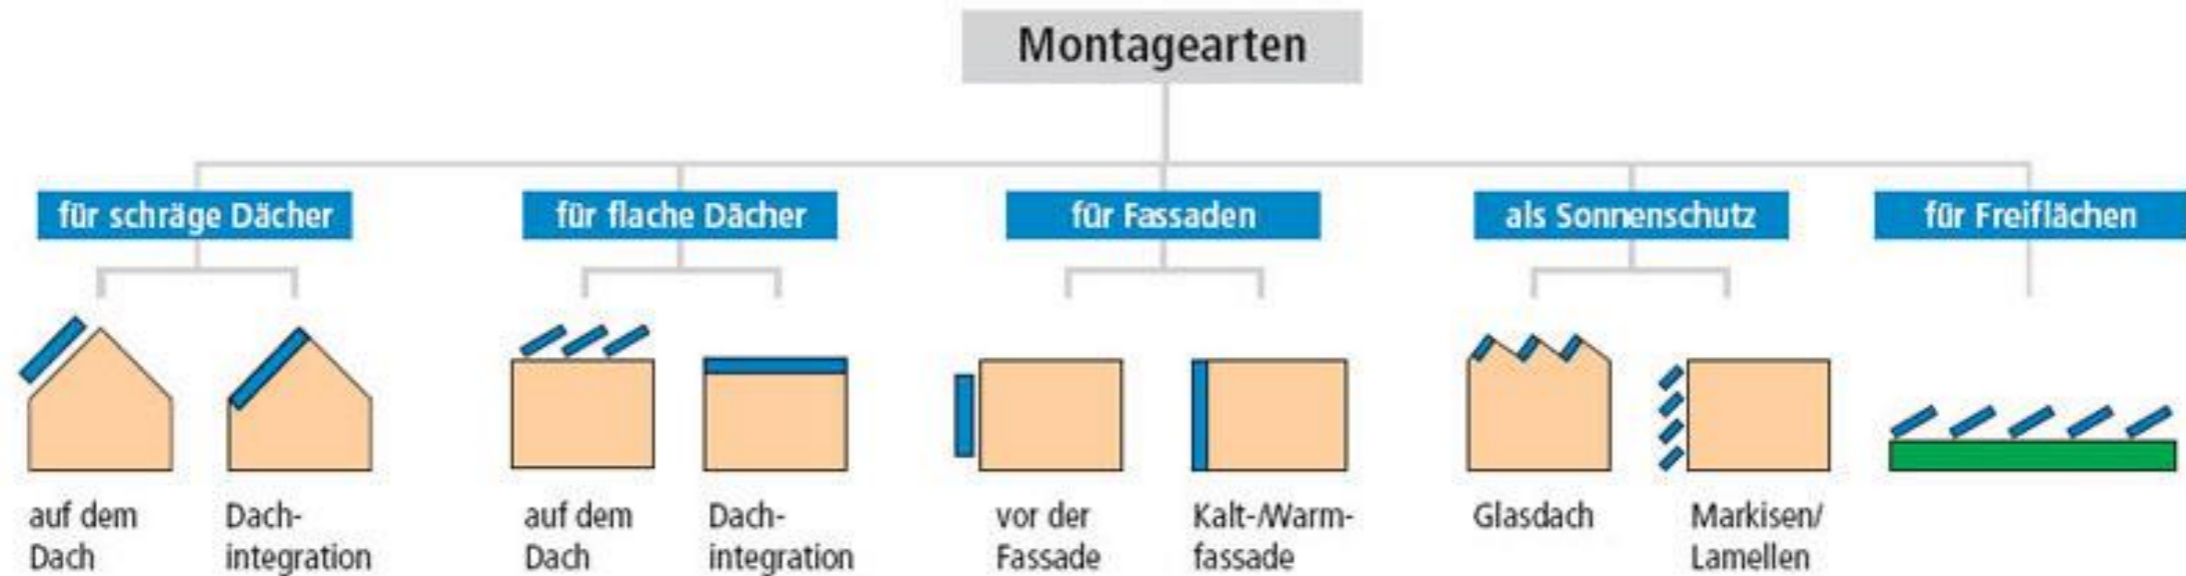 Montagearten
für schräge Dächer
für flache Dächer
für Fassaden
als Sonnenschutz
für Freiflächen
auf dem
Dach
Dach-
integration
auf dem
Dach
Dach-
integration
vor der
Fassade
Kalt-/Warm-
fassade
Glasdach
Markisen/
Lamellen